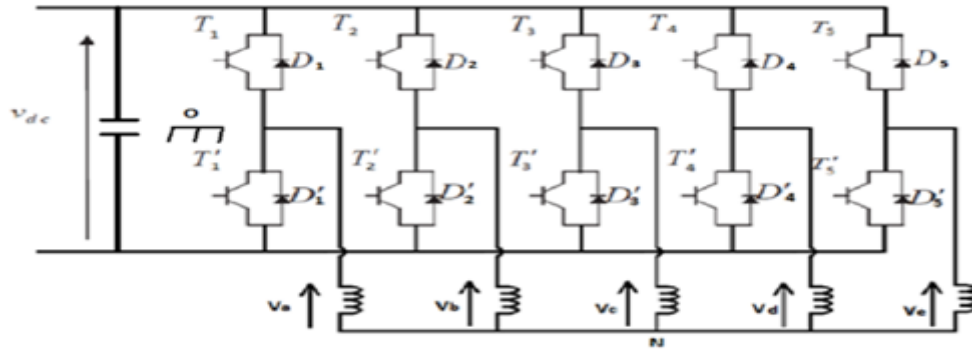 T₁ T₂ T₃ T₄ T₅
D₁ D₂ D₃ D₄ D₅
v_dc
O
T′₁ T′₂ T′₃ T′₄ T′₅
D′₁ D′₂ D′₃ D′₄ D′₅
Va Vb Vc Vd Ve
N